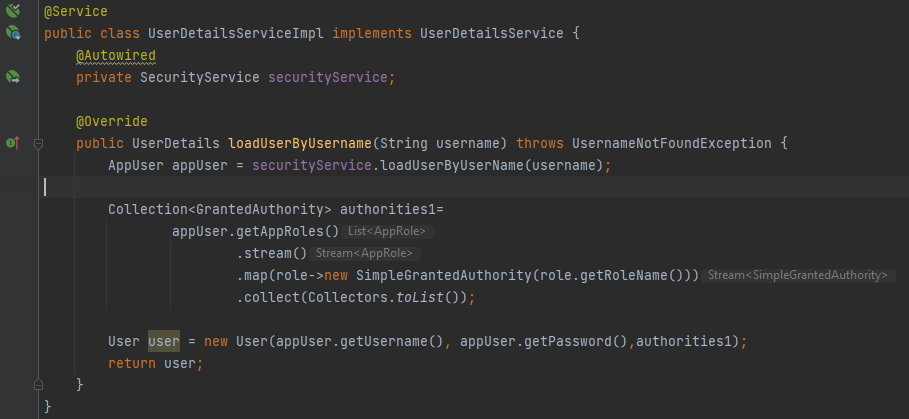 @Service
public class UserDetailsServiceImpl implements UserDetailsService {
    @Autowired
    private SecurityService securityService;

    @Override
    public UserDetails loadUserByUsername(String username) throws UsernameNotFoundException {
        AppUser appUser = securityService.loadUserByUserName(username);

        Collection<GrantedAuthority> authorities1=
                appUser.getAppRoles() List<AppRole>
                        .stream() Stream<AppRole>
                        .map(role->new SimpleGrantedAuthority(role.getRoleName())) Stream<SimpleGrantedAuthority>
                        .collect(Collectors.toList());

        User user = new User(appUser.getUsername(), appUser.getPassword(),authorities1);
        return user;
    }
}